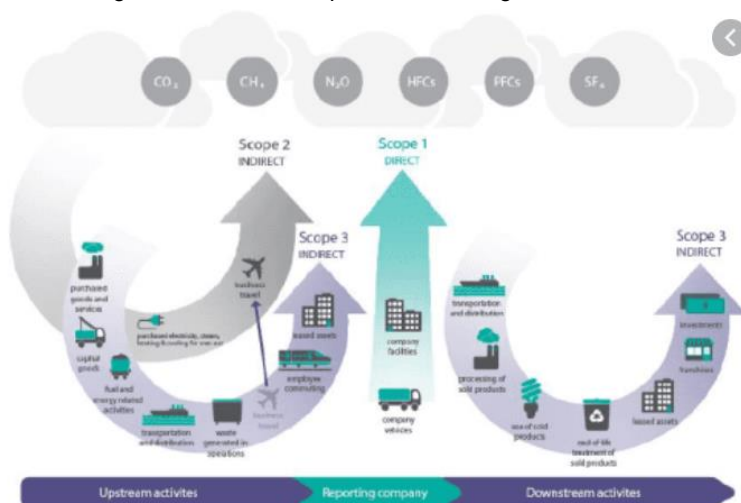 CO₂
CH₄
N₂O
HFCs
PFCs
SF₆
Scope 2
INDIRECT
Scope 1
DIRECT
Scope 3
INDIRECT
Scope 3
INDIRECT
purchased
goods and
services
capital
goods
fuel and
energy related
activities
transportation
and distribution
waste
generated in
operations
purchased electricity, steam,
heating & cooling for own use
business
travel
business
travel
employee
commuting
leased assets
company
facilities
company
vehicles
transportation
and distribution
processing of
sold products
use of sold
products
end-of-life
treatment of
sold products
leased assets
franchises
investments
Upstream activites
Reporting company
Downstream activites